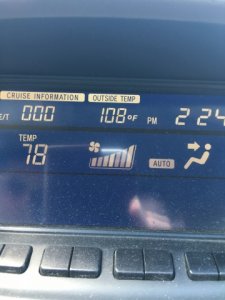 CRUISE INFORMATION OUTSIDE TEMP
E/T 000 108°F PM 2 24
TEMP
78 AUTO